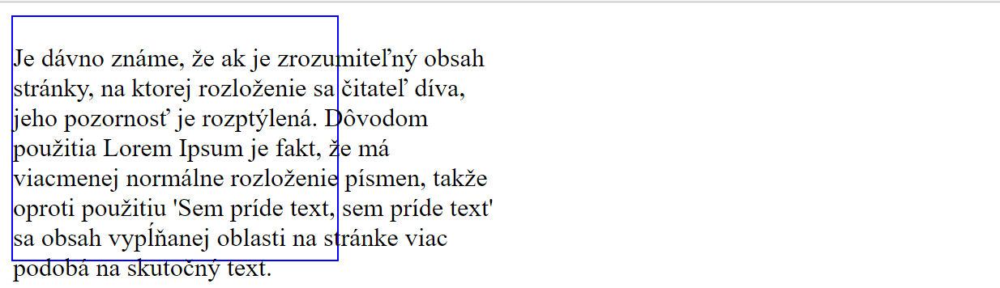 Je dávno známe, že ak je zrozumiteľný obsah
stránky, na ktorej rozloženie sa čitateľ díva,
jeho pozornosť je rozptýlená. Dôvodom
použitia Lorem Ipsum je fakt, že má
viacmenej normálne rozloženie písmen, takže
oproti použitiu 'Sem príde text, sem príde text'
sa obsah vypĺňanej oblasti na stránke viac
podobá na skutočný text.